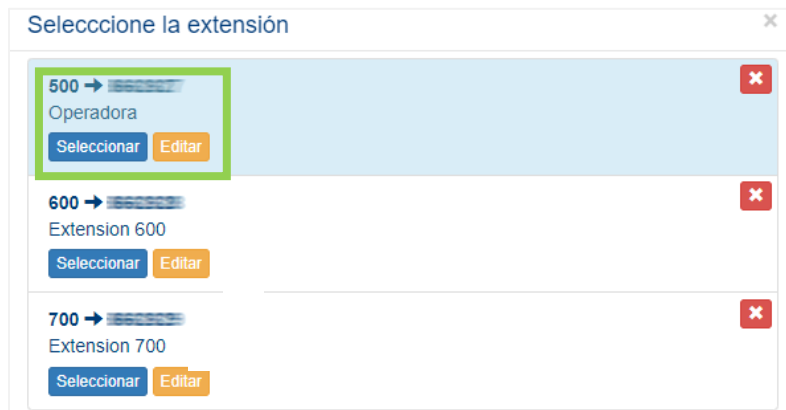 Selecccione la extensión
500 →
Operadora
Seleccionar Editar
600 →
Extension 600
Seleccionar Editar
700 →
Extension 700
Seleccionar Editar